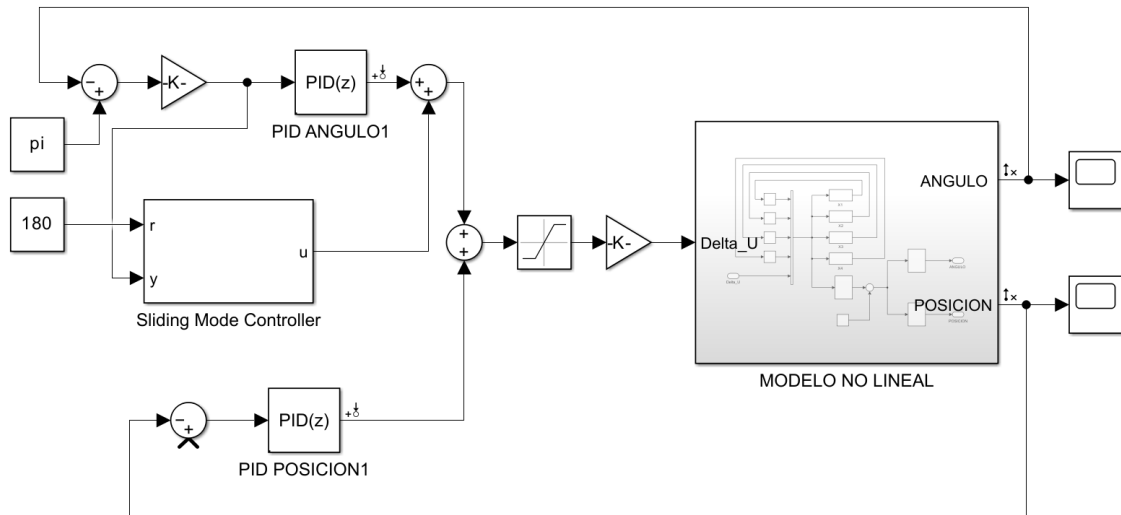 -K-
PID(z)
PID ANGULO1
pi
180
r
y
u
Sliding Mode Controller
-K-
Delta_U
ANGULO
POSICION
MODELO NO LINEAL
PID(z)
PID POSICION1